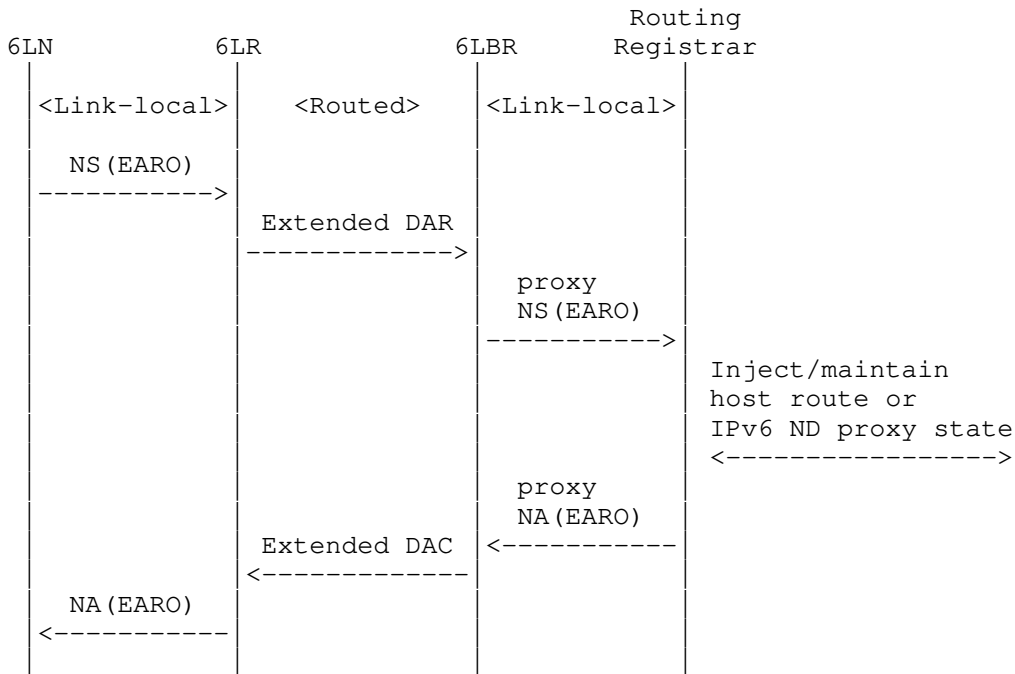 Routing
6LN 6LR 6LBR Registrar
<Link-local> <Routed> <Link-local>
NS(EARO)
Extended DAR
proxy
NS(EARO)
Inject/maintain
host route or
IPv6 ND proxy state
proxy
NA(EARO)
Extended DAC
NA(EARO)